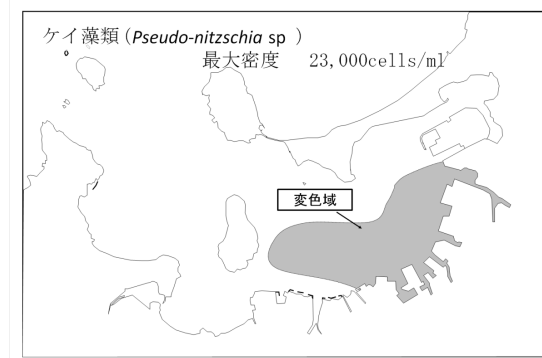 ケイ藻類（Pseudo-nitzschia sp ）
最大密度　23,000cells/ml
変色域